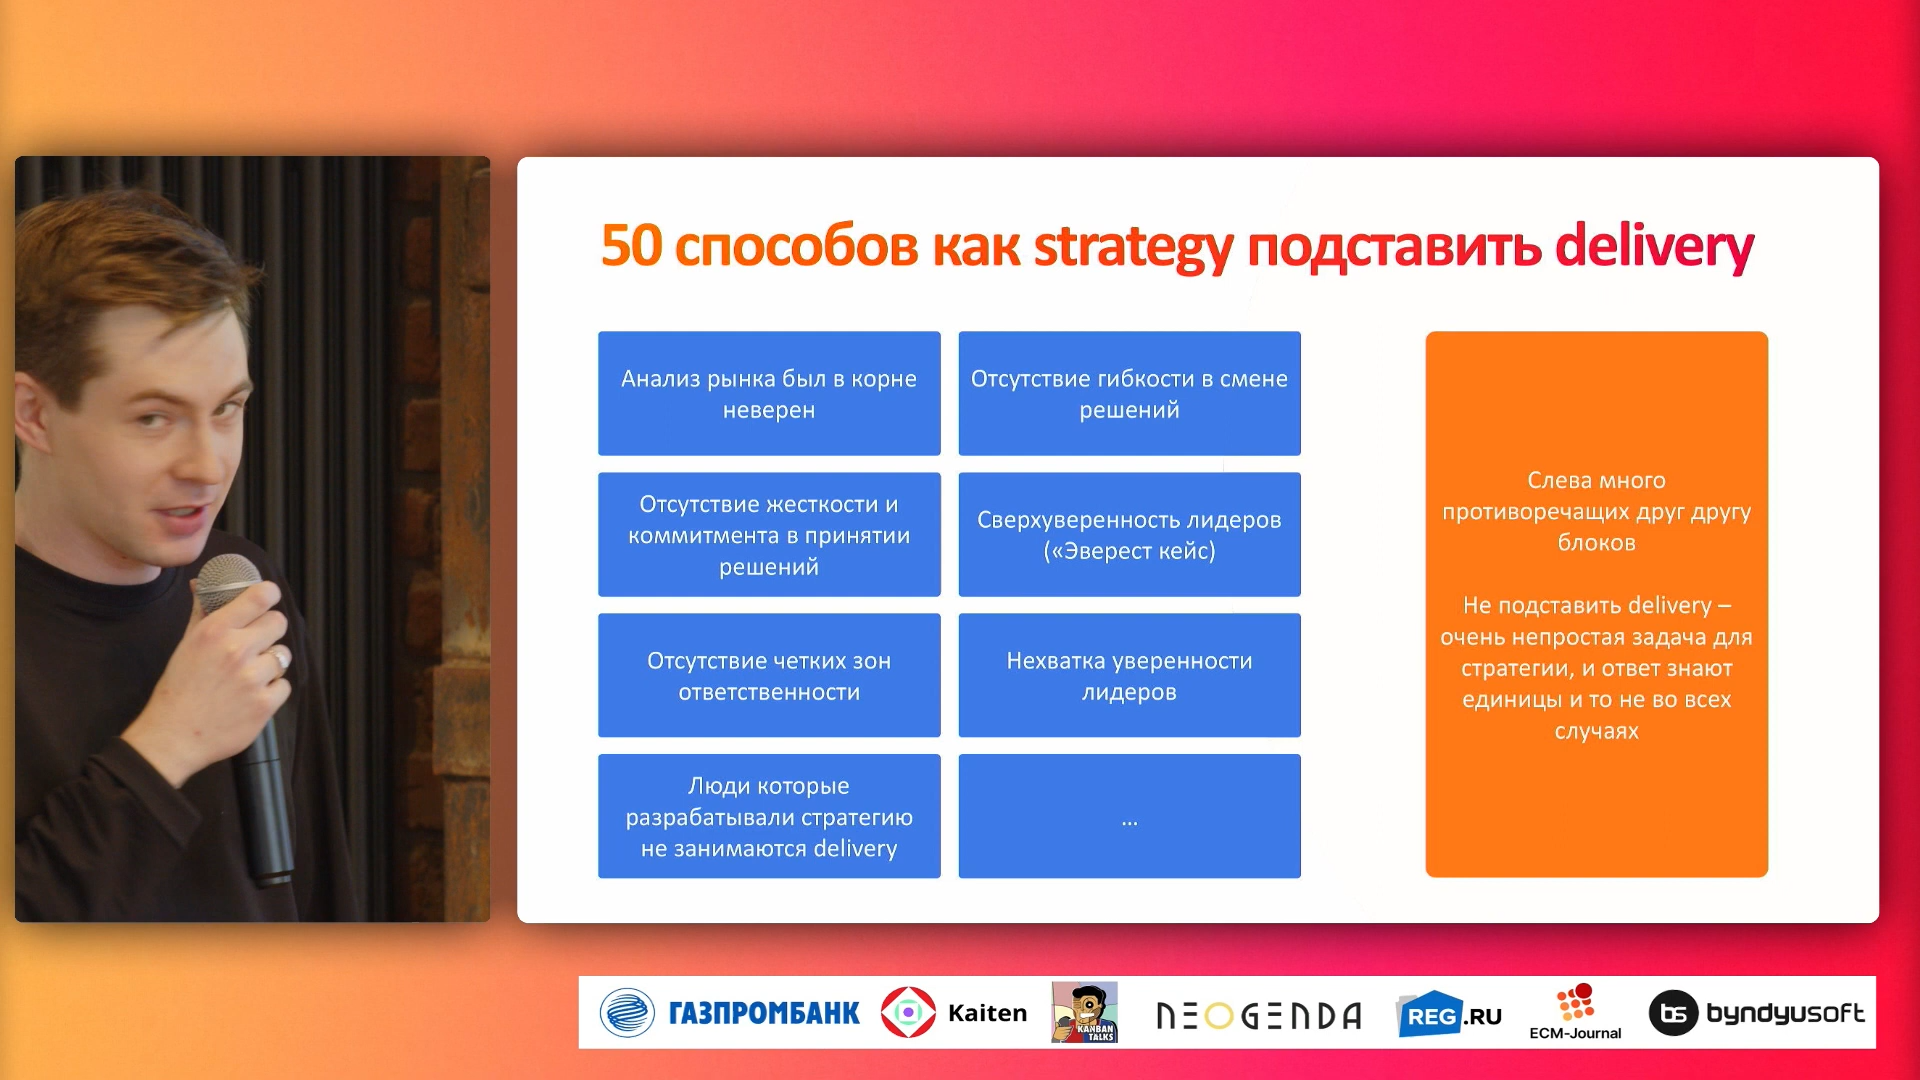 50 способов как strategy подставить delivery
Анализ рынка был в корне
неверен
Отсутствие гибкости в смене
решений
Отсутствие жесткости и
коммитмента в принятии
решений
Сверхуверенность лидеров
(«Эверест кейс)
Отсутствие четких зон
ответственности
Нехватка уверенности
лидеров
Люди которые
разрабатывали стратегию
не занимаются delivery
...
Слева много
противоречащих друг другу
блоков
Не подставить delivery –
очень непростая задача для
стратегии, и ответ знают
единицы и то не во всех
случаях
ГАЗПРОМБАНК
Kaiten
KANBAN
TALKS
NEOGENDA
REG.RU
ECM-Journal
bs byndyusoft